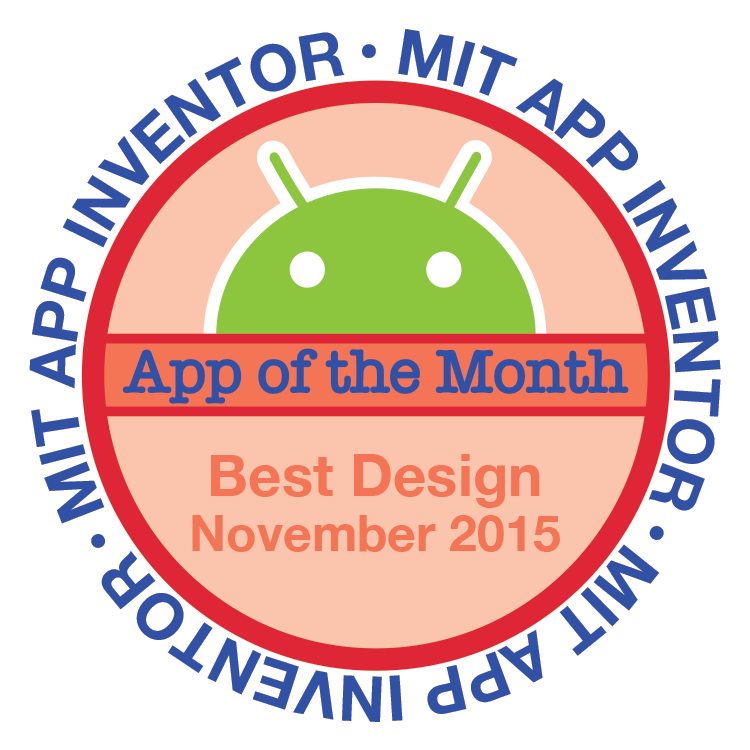 MIT APP INVENTOR • MIT APP INVENTOR • MIT APP INVENTOR •
App of the Month
Best Design
November 2015